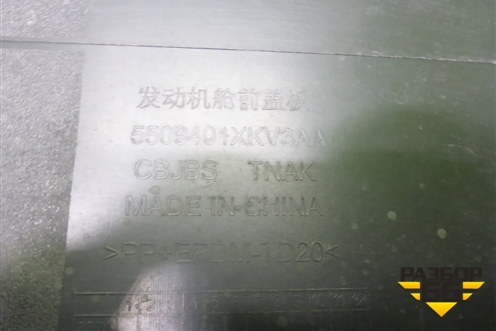 发动机舱前盖板
5509401XKV3AA
CBJBS TNAK
MADE IN CHINA
>PP+EPDM-TD20<
РАЗБОР